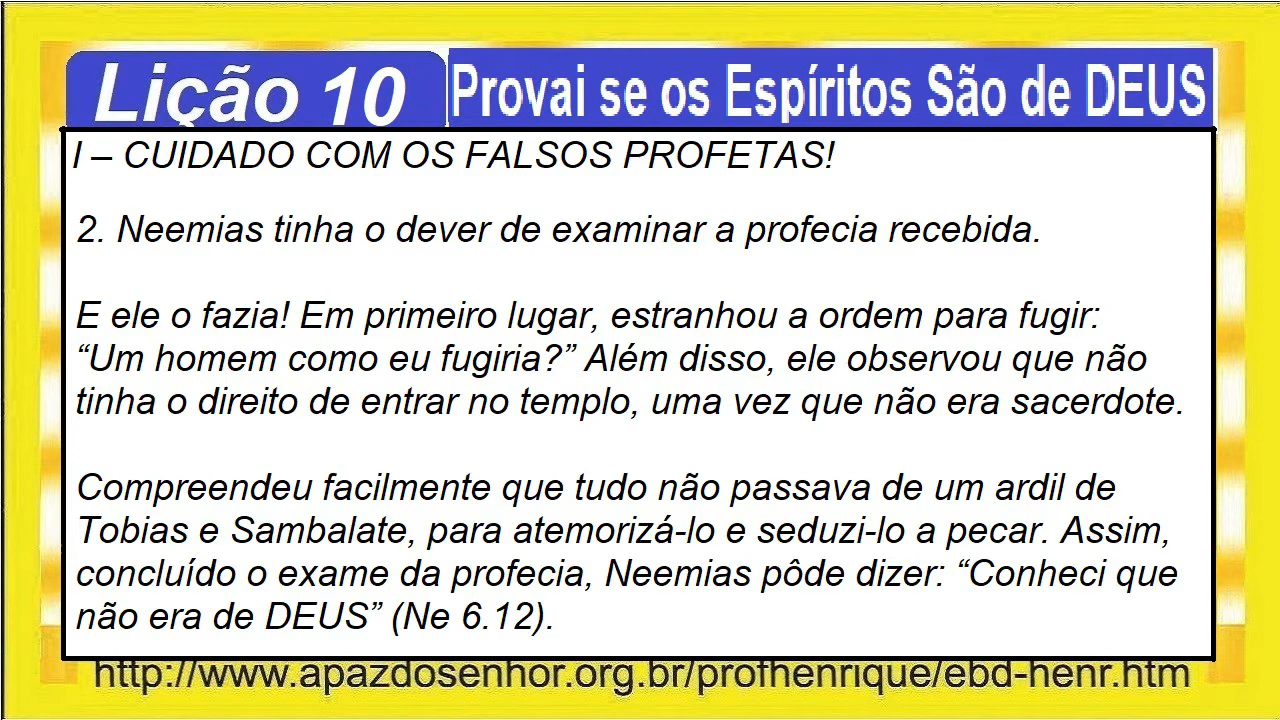 Lição 10 Provai se os Espíritos São de DEUS
I – CUIDADO COM OS FALSOS PROFETAS!
2. Neemias tinha o dever de examinar a profecia recebida.
E ele o fazia! Em primeiro lugar, estranhou a ordem para fugir:
“Um homem como eu fugiria?” Além disso, ele observou que não
tinha o direito de entrar no templo, uma vez que não era sacerdote.
Compreendeu facilmente que tudo não passava de um ardil de
Tobias e Sambalate, para atemorizá-lo e seduzi-lo a pecar. Assim,
concluído o exame da profecia, Neemias pôde dizer: “Conheci que
não era de DEUS” (Ne 6.12).
http://www.apazdosenhor.org.br/profhenrique/ebd-henr.htm